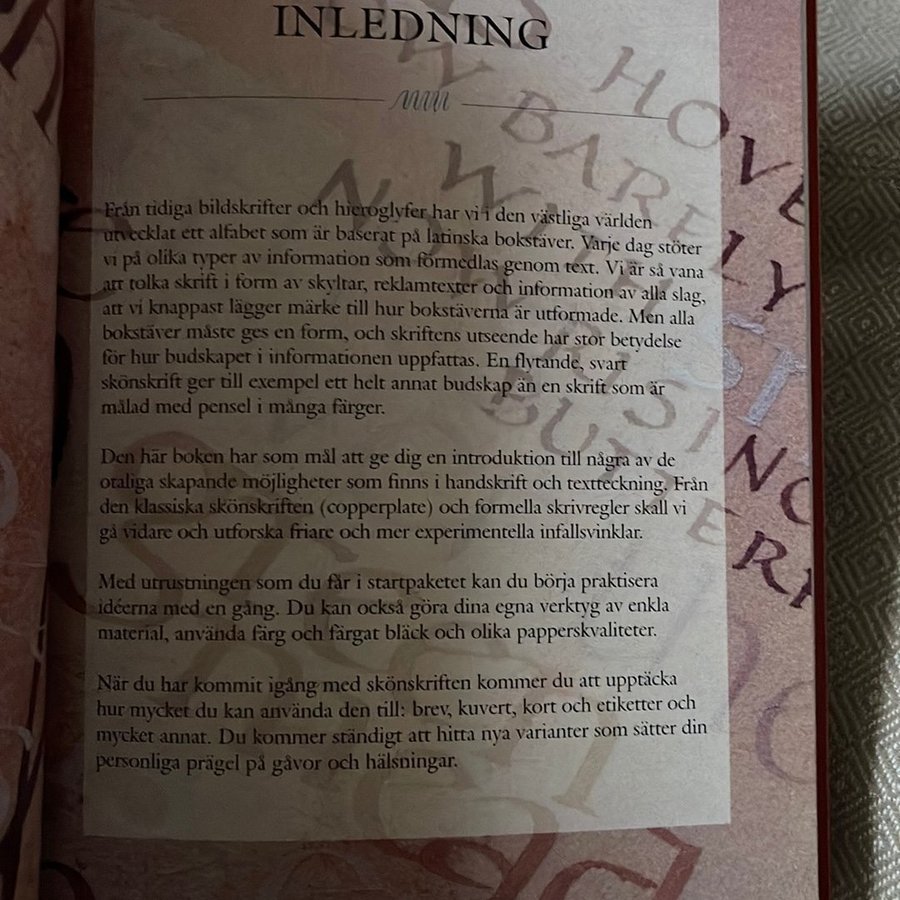 INLEDNING
Från tidiga bildskrifter och hieroglyfer har vi i den västliga världen
utvecklat ett alfabet som är baserat på latinska bokstäver. Varje dag stöter
vi på olika typer av information som förmedlas genom text. Vi är så vana
att tolka skrift i form av skyltar, reklamtexter och information av alla slag,
att vi knappast lägger märke till hur bokstäverna är utformade. Men alla
bokstäver måste ges en form, och skriftens utseende har stor betydelse
för hur budskapet i informationen uppfattas. En flytande, svart
skönskrift ger till exempel ett helt annat budskap än en skrift som är
målad med pensel i många färger.
Den här boken har som mål att ge dig en introduktion till några av de
otaliga skapande möjligheter som finns i handskrift och textteckning. Från
den klassiska skönskriften (copperplate) och formella skrivregler skall vi
gå vidare och utforska friare och mer experimentella infallsvinklar.
Med utrustningen som du får i startpaketet kan du börja praktisera
idéerna med en gång. Du kan också göra dina egna verktyg av enkla
material, använda färg och färgat bläck och olika papperskvaliteter.
När du har kommit igång med skönskriften kommer du att upptäcka
hur mycket du kan använda den till: brev, kuvert, kort och etiketter och
mycket annat. Du kommer ständigt att hitta nya varianter som sätter din
personliga prägel på gåvor och hälsningar.
HOVE
BARELY